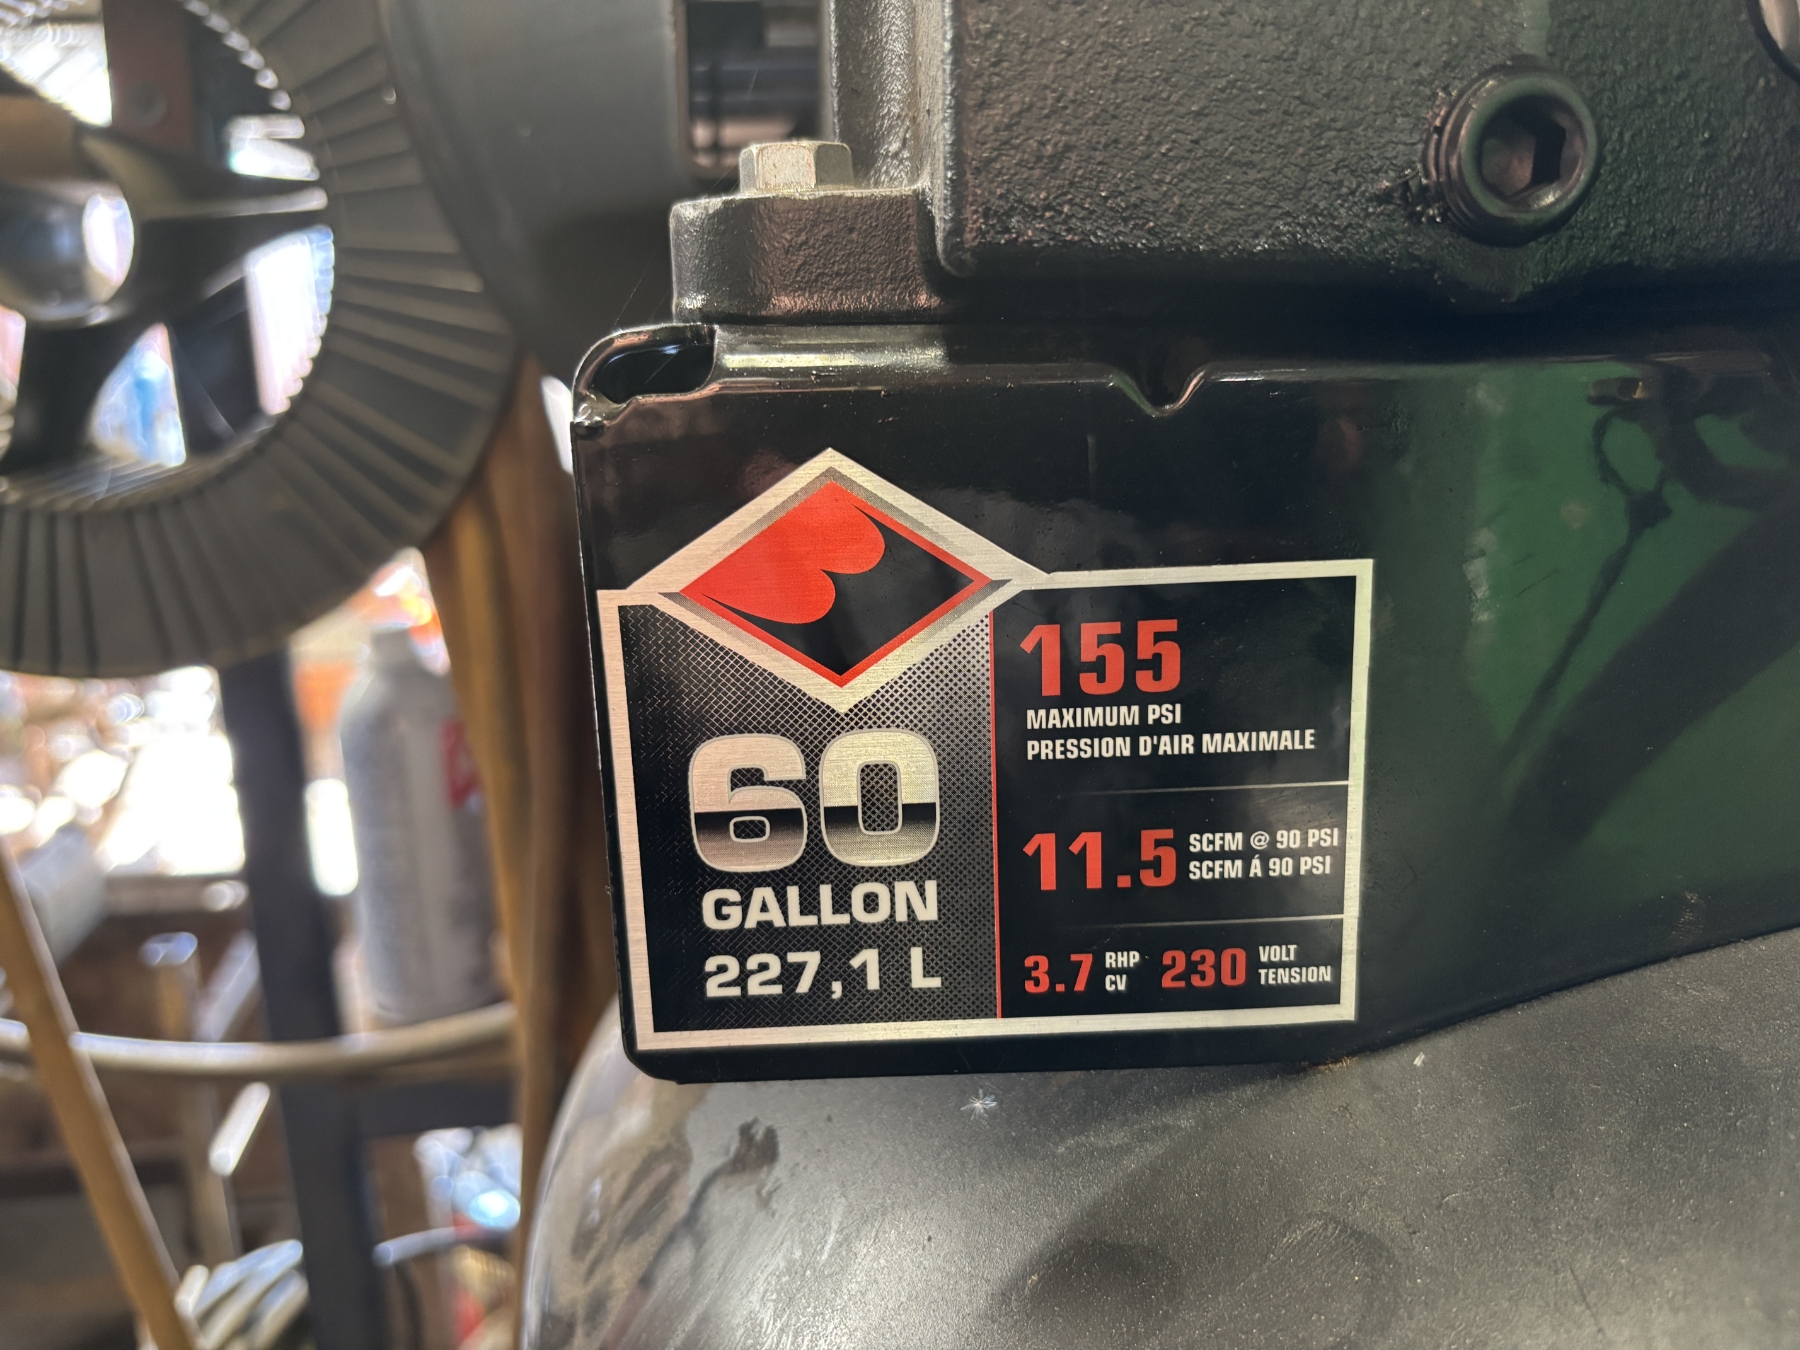 60
GALLON
227,1 L
155
MAXIMUM PSI
PRESSION D'AIR MAXIMALE
11.5 SCFM @ 90 PSI
SCFM Á 90 PSI
3.7 RHP 230 VOLT
CV TENSION